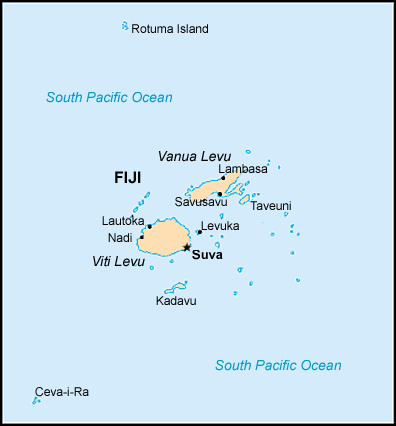 Rotuma Island
South Pacific Ocean
Vanua Levu
Lambasa
FIJI
Savusavu
Taveuni
Lautoka
Levuka
Nadi
Suva
Viti Levu
Kadavu
South Pacific Ocean
Ceva-i-Ra